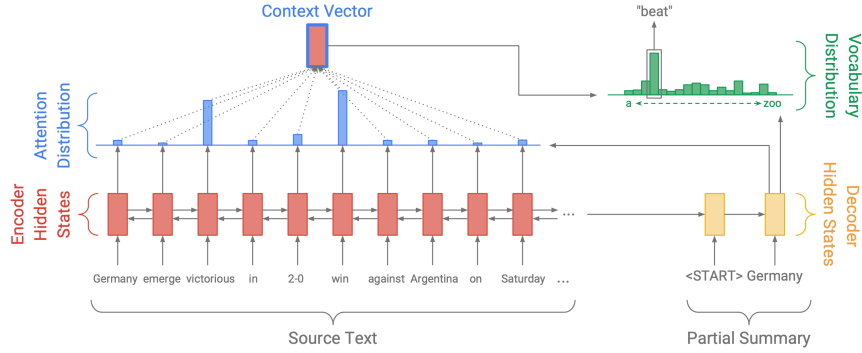 Context Vector
"beat"
Attention
Distribution
a
zoo
Vocabulary
Distribution
Encoder
Hidden
States
...
Decoder
Hidden States
Germany emerge victorious in 2-0 win against Argentina on Saturday ...
<START> Germany
Source Text
Partial Summary